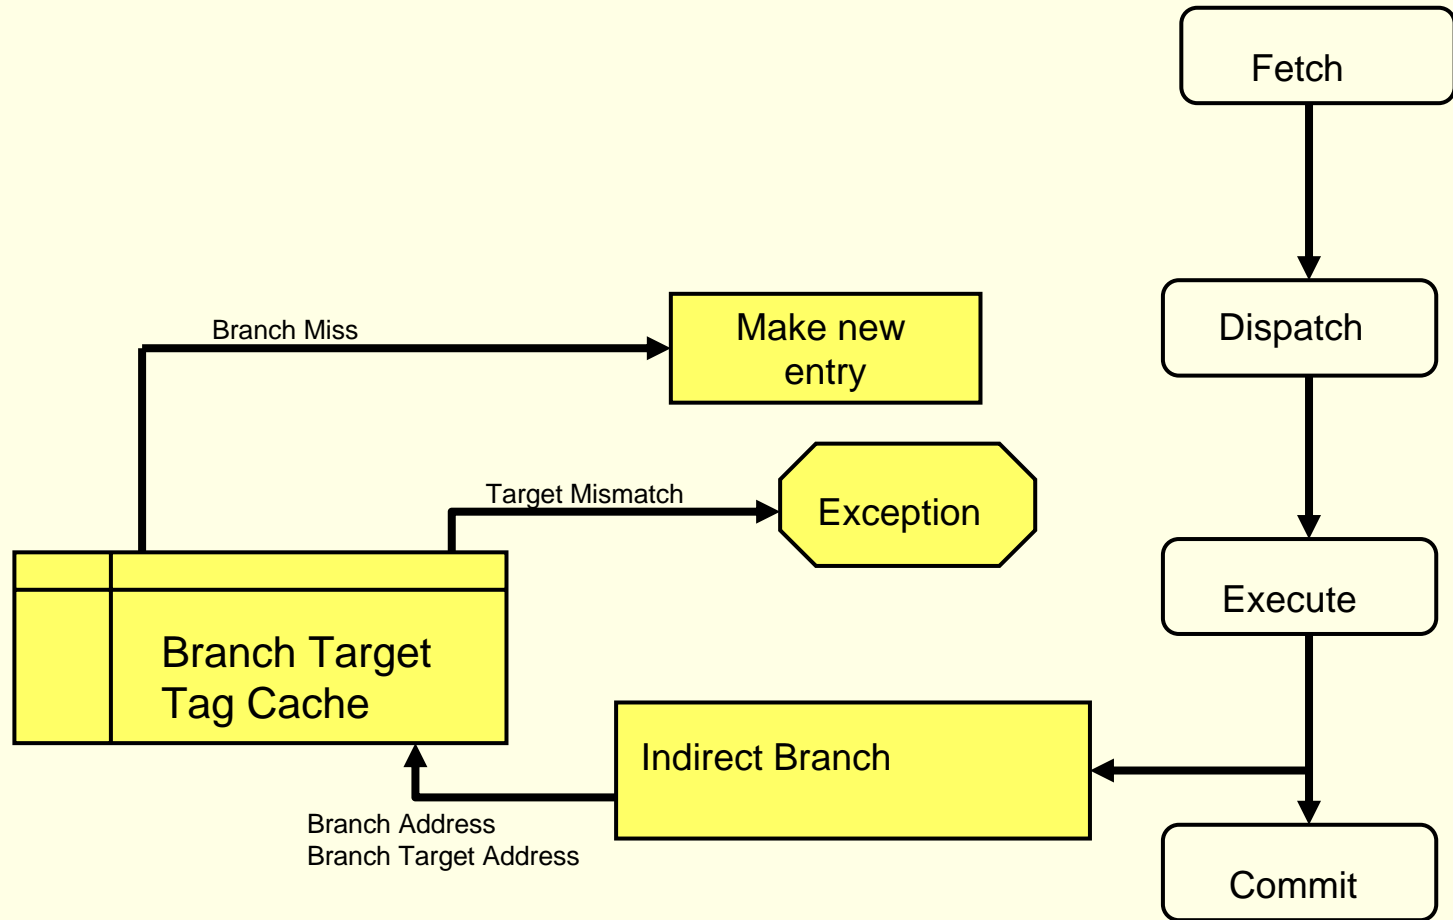 Fetch
Branch Miss
Make new
entry
Dispatch
Target Mismatch
Exception
Execute
Branch Target
Tag Cache
Indirect Branch
Branch Address
Branch Target Address
Commit